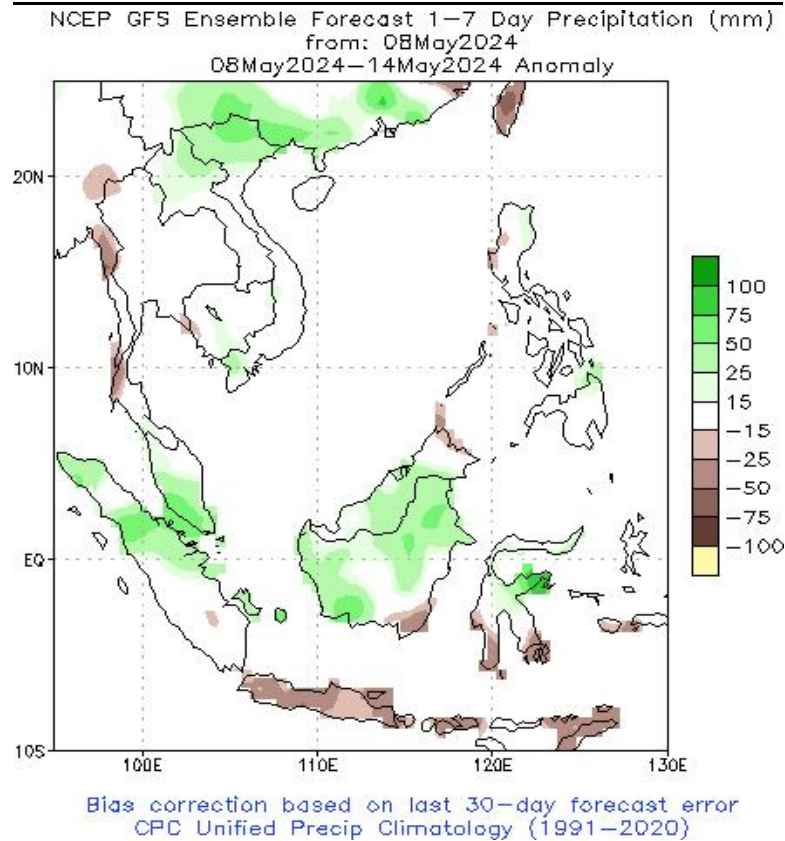 NCEP GFS Ensemble Forecast 1–7 Day Precipitation (mm)
from: 08May2024
08May2024–14May2024 Anomaly
20N
10N
EQ
10S
100E
110E
120E
130E
100
75
50
25
15
−15
−25
−50
−75
−100
Bias correction based on last 30–day forecast error
CPC Unified Precip Climatology (1991–2020)